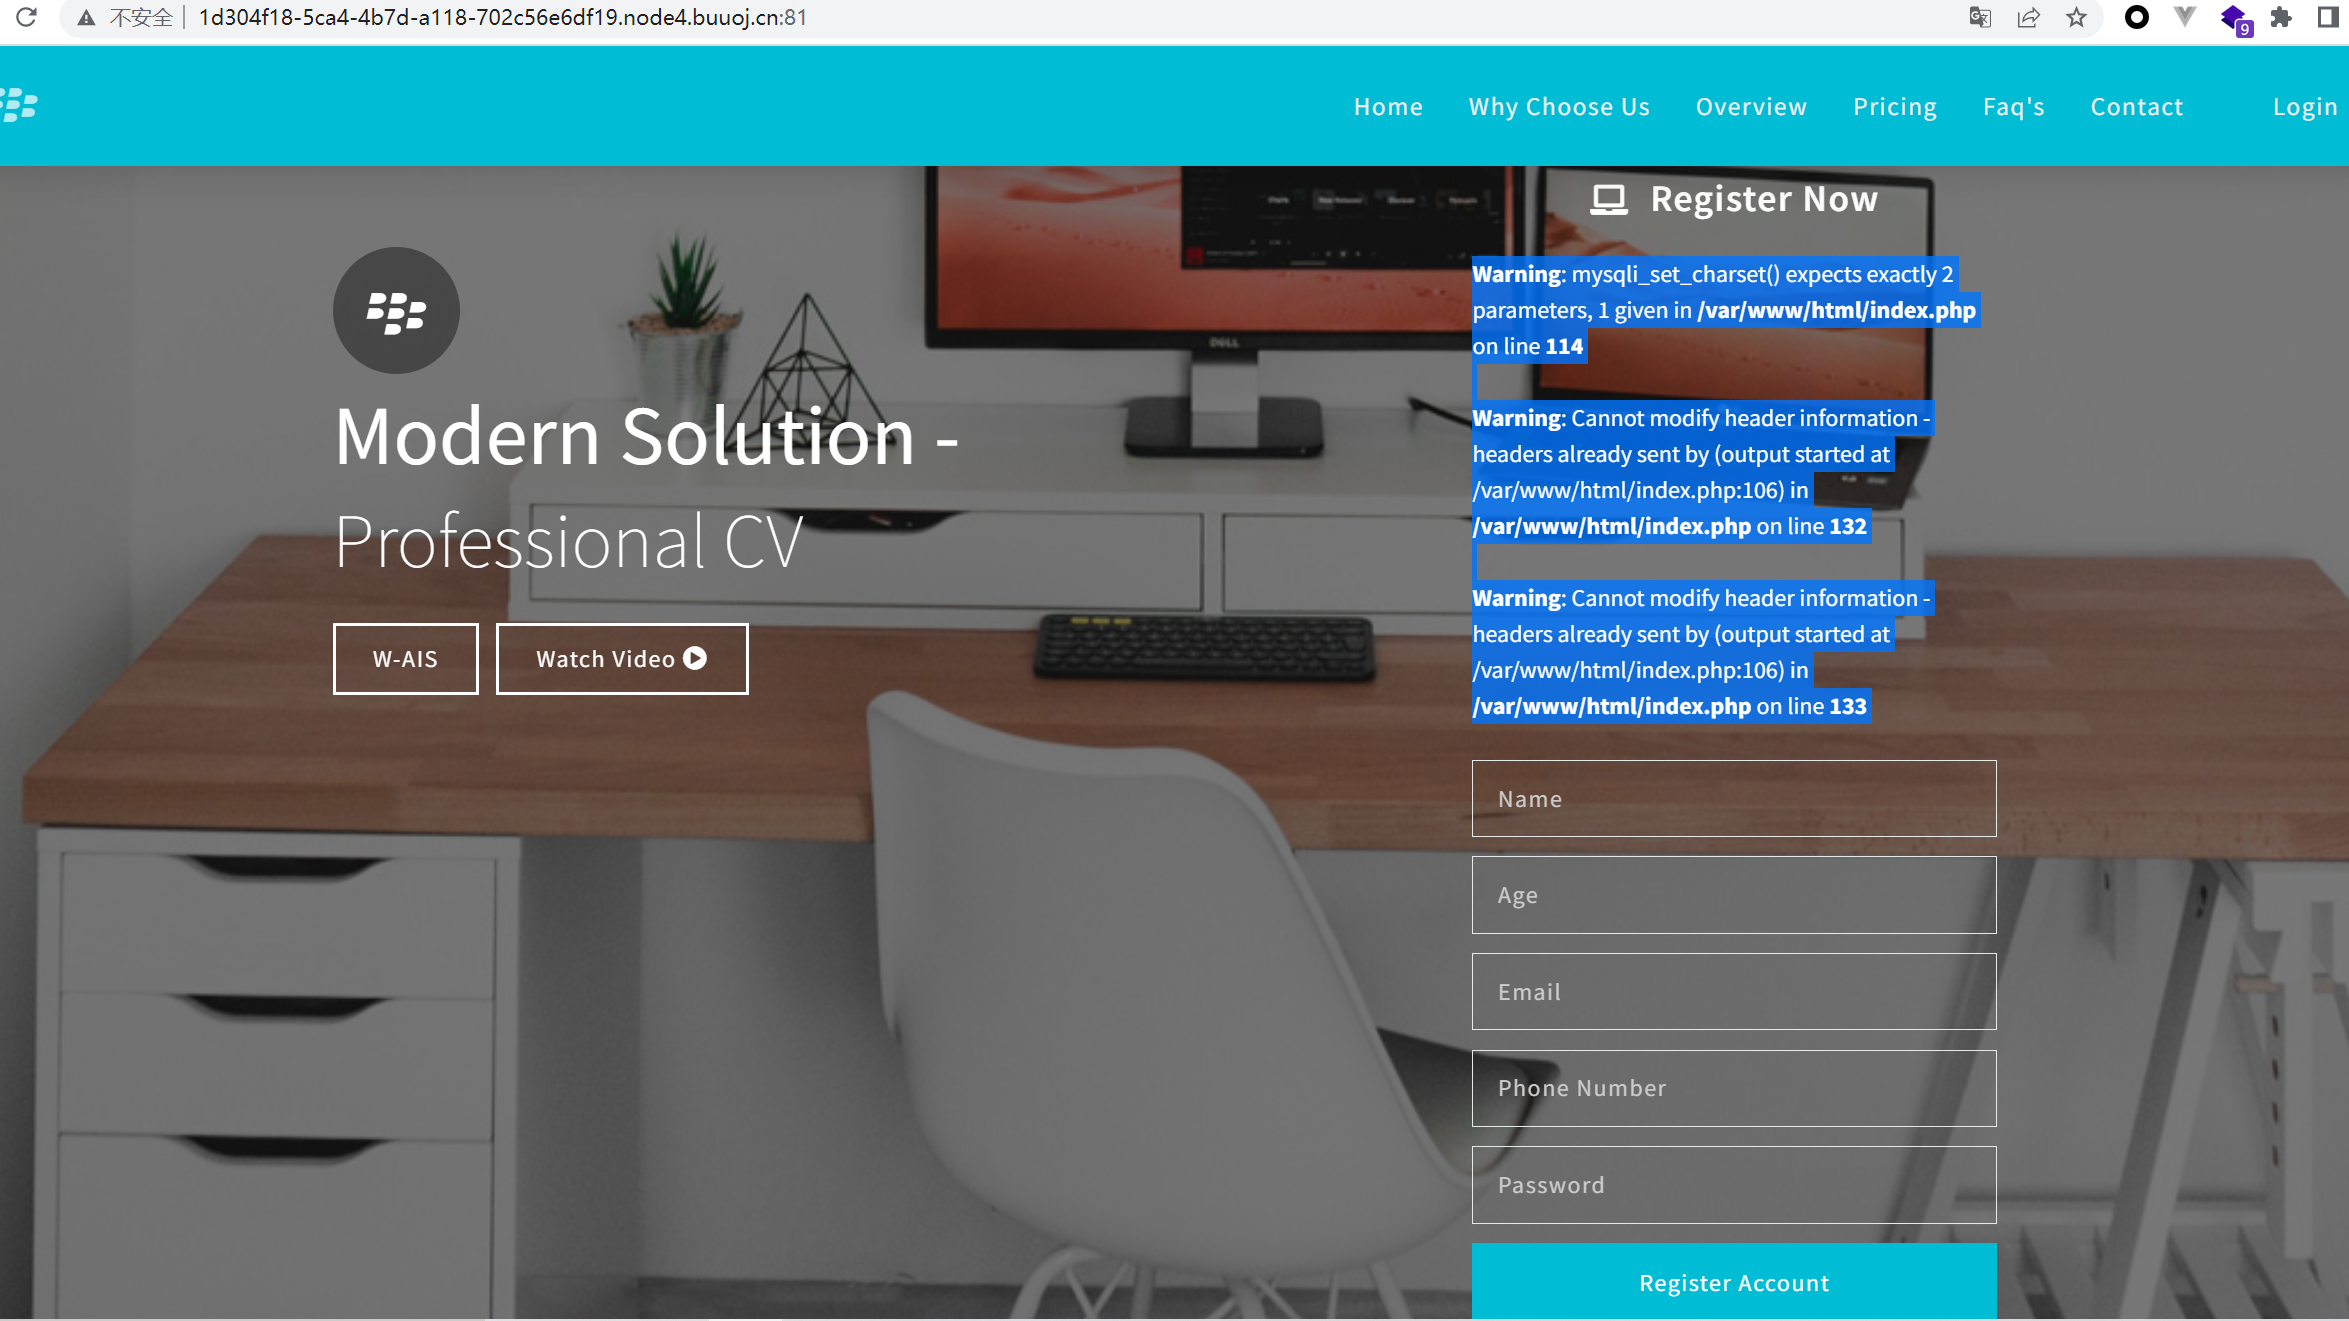 不安全 1d304f18-5ca4-4b7d-a118-702c56e6df19.node4.buuoj.cn:81
9
Home Why Choose Us Overview Pricing Faq's Contact Login
Register Now
Warning: mysqli_set_charset() expects exactly 2
parameters, 1 given in /var/www/html/index.php
on line 114
Warning: Cannot modify header information -
headers already sent by (output started at
/var/www/html/index.php:106) in
/var/www/html/index.php on line 132
Warning: Cannot modify header information -
headers already sent by (output started at
/var/www/html/index.php:106) in
/var/www/html/index.php on line 133
Modern Solution -
Professional CV
W-AIS Watch Video
DELL
Name
Age
Email
Phone Number
Password
Register Account